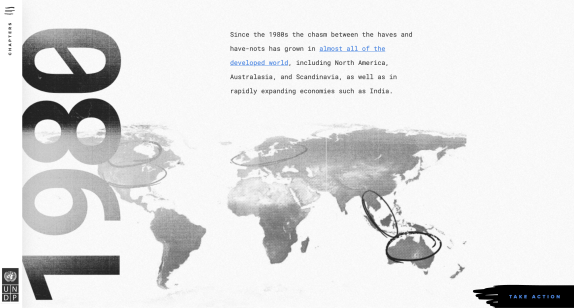 CHAPTERS
1980
Since the 1980s the chasm between the haves and
have-nots has grown in almost all of the
developed world, including North America,
Australasia, and Scandinavia, as well as in
rapidly expanding economies such as India.
UN
DP
TAKE ACTION